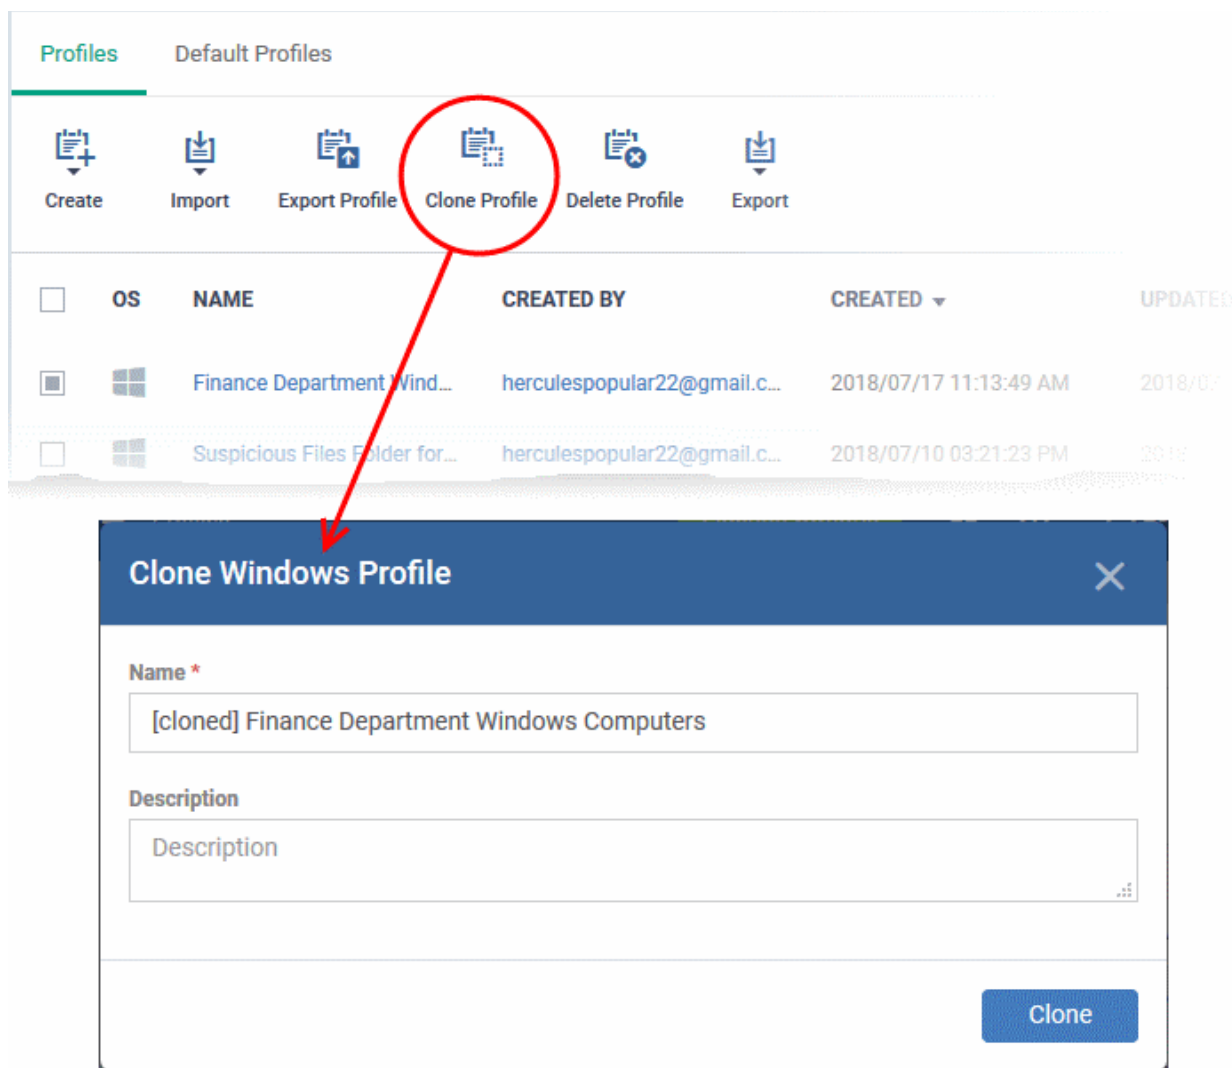 Profiles Default Profiles
Create Import Export Profile Clone Profile Delete Profile Export
OS NAME CREATED BY CREATED UPDATED
Finance Department Wind... herculespopular22@gmail.c... 2018/07/17 11:13:49 AM
Suspicious Files Folder for... herculespopular22@gmail.c... 2018/07/10 03:21:23 PM
Clone Windows Profile
Name *
[cloned] Finance Department Windows Computers
Description
Description
Clone